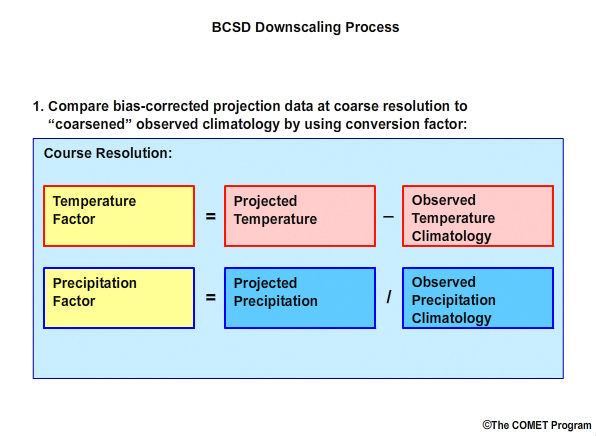 BCSD Downscaling Process
1. Compare bias-corrected projection data at coarse resolution to
“coarsened” observed climatology by using conversion factor:
Course Resolution:
Temperature
Factor
=
Projected
Temperature
–
Observed
Temperature
Climatology
Precipitation
Factor
=
Projected
Precipitation
/
Observed
Precipitation
Climatology
©The COMET Program